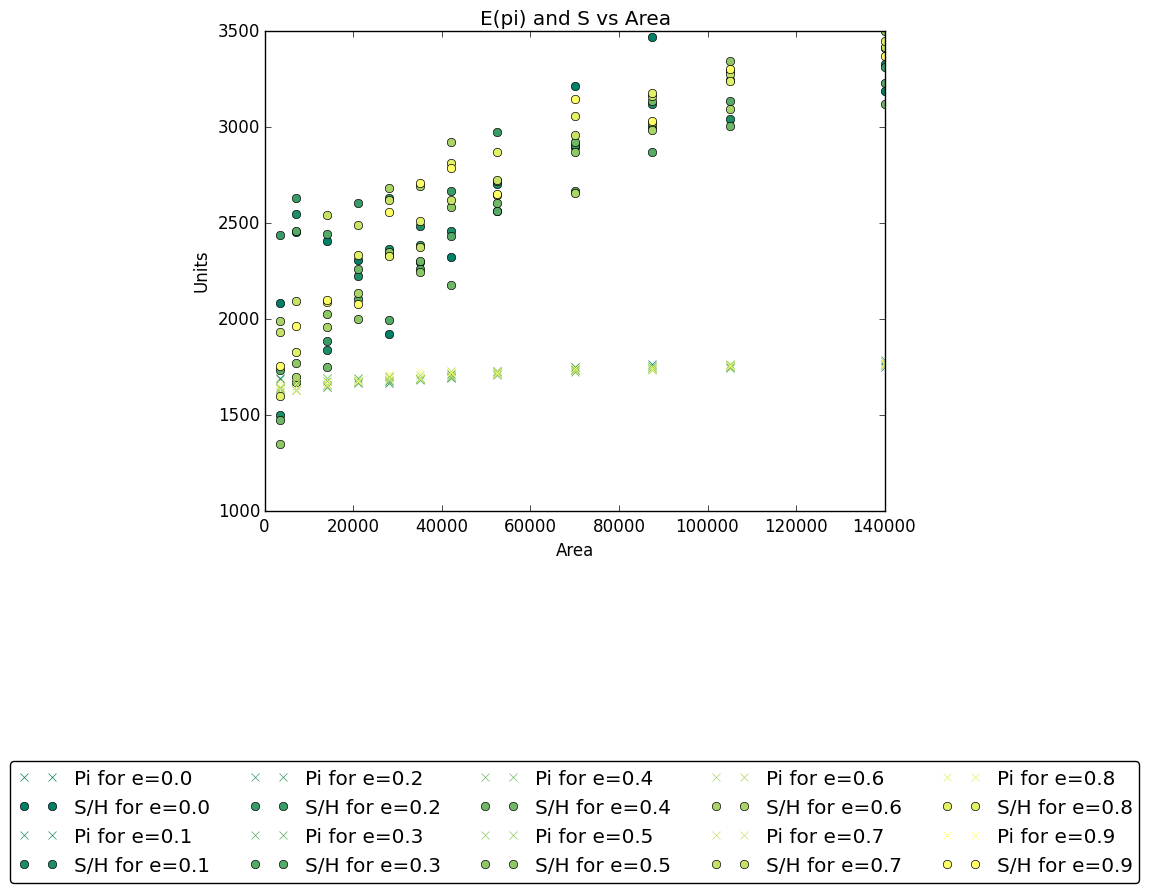 E(pi) and S vs Area
3500
3000
2500
2000
1500
1000
Units
0 20000 40000 60000 80000 100000 120000 140000
Area
Pi for e=0.0 Pi for e=0.2 Pi for e=0.4 Pi for e=0.6 Pi for e=0.8
S/H for e=0.0 S/H for e=0.2 S/H for e=0.4 S/H for e=0.6 S/H for e=0.8
Pi for e=0.1 Pi for e=0.3 Pi for e=0.5 Pi for e=0.7 Pi for e=0.9
S/H for e=0.1 S/H for e=0.3 S/H for e=0.5 S/H for e=0.7 S/H for e=0.9